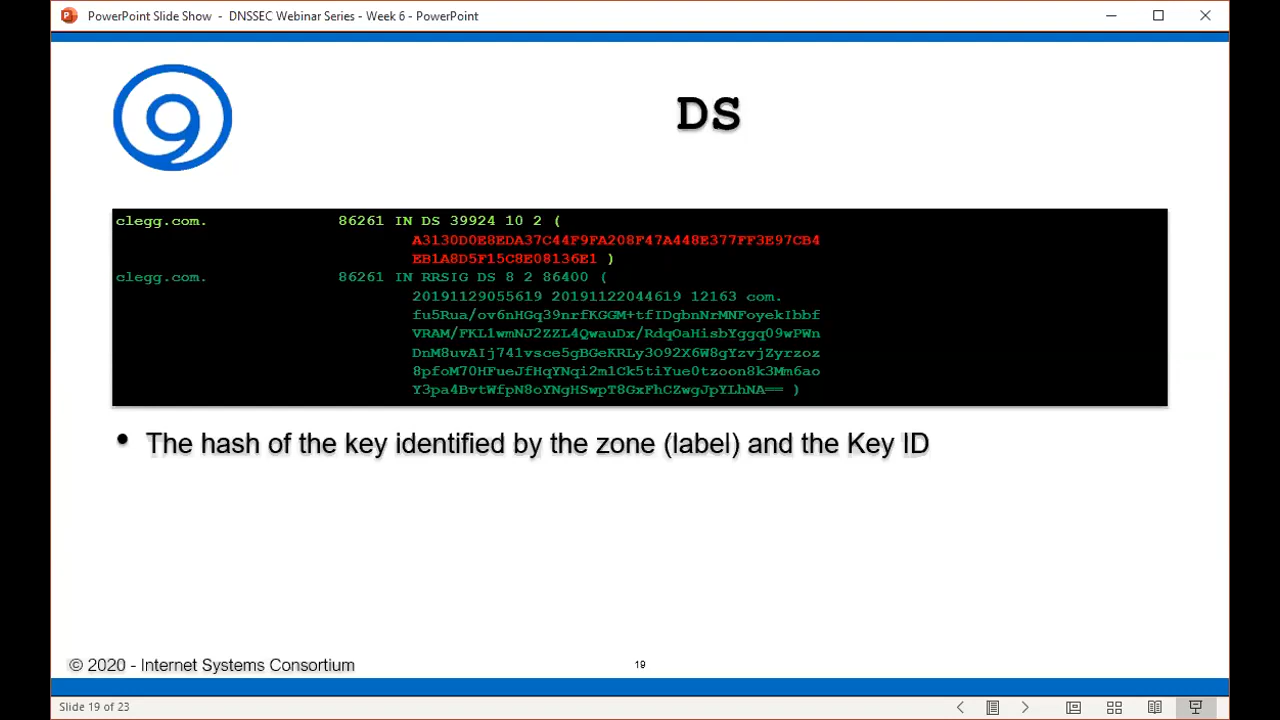 PowerPoint Slide Show - DNSSEC Webinar Series - Week 6 - PowerPoint
DS
clegg.com. 86261 IN DS 39924 10 2 (
A3130D0E8EDA37C44F9FA208F47A448E377FF3E97CB4
EB1A8D5F15C8E08136E1 )
clegg.com. 86261 IN RRSIG DS 8 2 86400 (
20191129055619 20191122044619 12163 com.
fu5Rua/ov6nHGq39nrfKGGM+tfIDgbnNrMNFoyekIbbf
VRAM/FKL1wmNJ2ZZL4QwauDx/RdqOaHisbYggq09wPWn
DnM8uvAIj741vsce5gBGeKRLy3O92X6W8gYzvjZyrzoz
8pfoM70HFueJfHqYNqi2m1Ck5tiYue0tzoon8k3Mm6ao
Y3pa4BvtWfpN8oYNgHSwpT8GxFhCZwgJpYLhNA== )
• The hash of the key identified by the zone (label) and the Key ID
© 2020 - Internet Systems Consortium
19
Slide 19 of 23